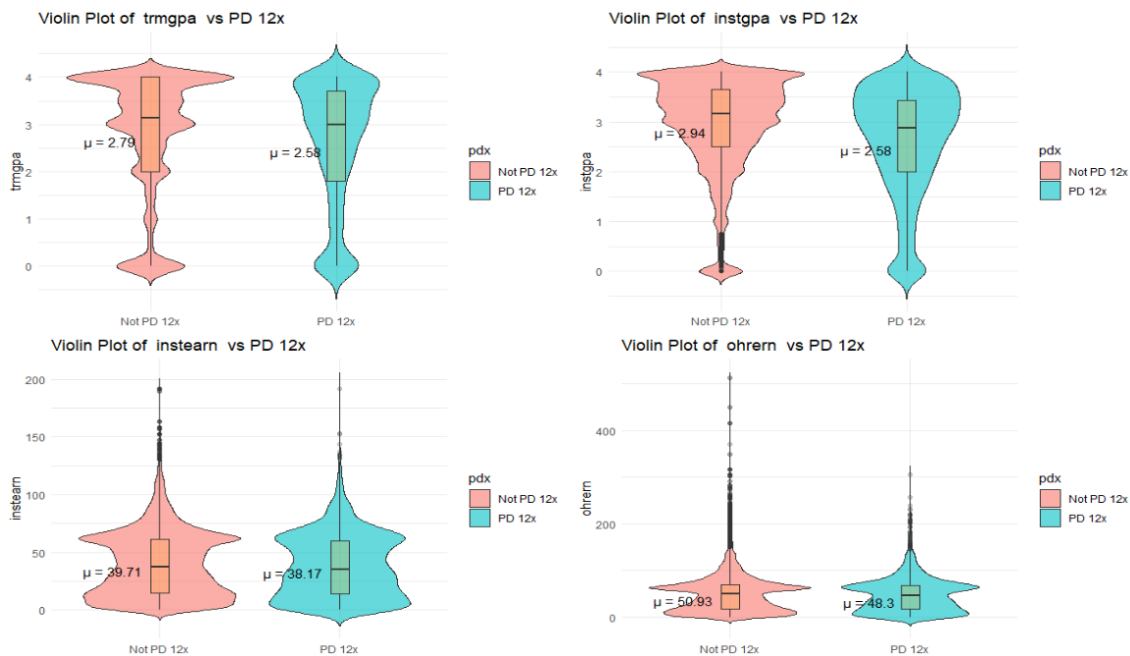 Violin Plot of trmgpa vs PD 12x
trmgpa
4
3
2
1
0
μ = 2.79
μ = 2.58
Not PD 12x
PD 12x
pdx
Not PD 12x
PD 12x
Violin Plot of instgpa vs PD 12x
instgpa
4
3
2
1
0
μ = 2.94
μ = 2.58
Not PD 12x
PD 12x
pdx
Not PD 12x
PD 12x
Violin Plot of instearn vs PD 12x
instearn
200
150
100
50
0
μ = 39.71
μ = 38.17
Not PD 12x
PD 12x
pdx
Not PD 12x
PD 12x
Violin Plot of ohrern vs PD 12x
ohrern
400
200
0
μ = 50.93
μ = 48.3
Not PD 12x
PD 12x
pdx
Not PD 12x
PD 12x